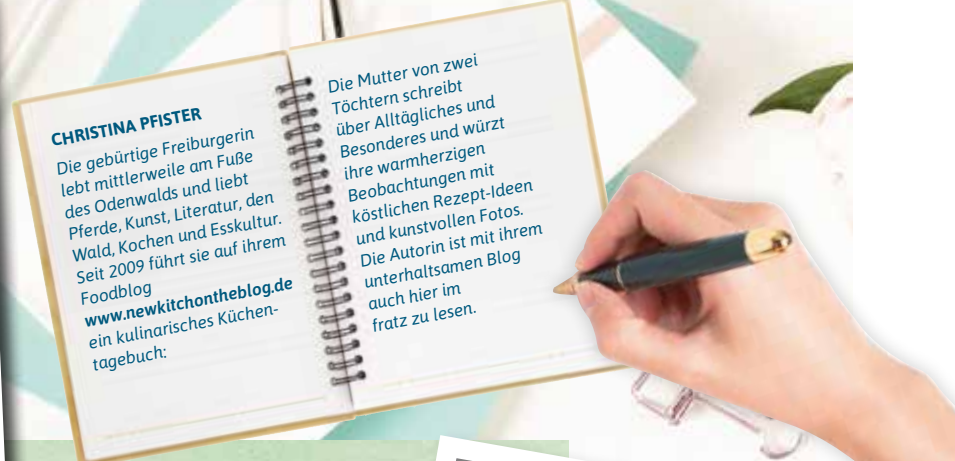 CHRISTINA PFISTER
Die gebürtige Freiburgerin
lebt mittlerweile am Fuße
des Odenwalds und liebt
Pferde, Kunst, Literatur, den
Wald, Kochen und Esskultur.
Seit 2009 führt sie auf ihrem
Foodblog
www.newkitchontheblog.de
ein kulinarisches Küchen-
tagebuch:
Die Mutter von zwei
Töchtern schreibt
über Alltägliches und
Besonderes und würzt
ihre warmherzigen
Beobachtungen mit
köstlichen Rezept-Ideen
und kunstvollen Fotos.
Die Autorin ist mit ihrem
unterhaltsamen Blog
auch hier im
fratz zu lesen.